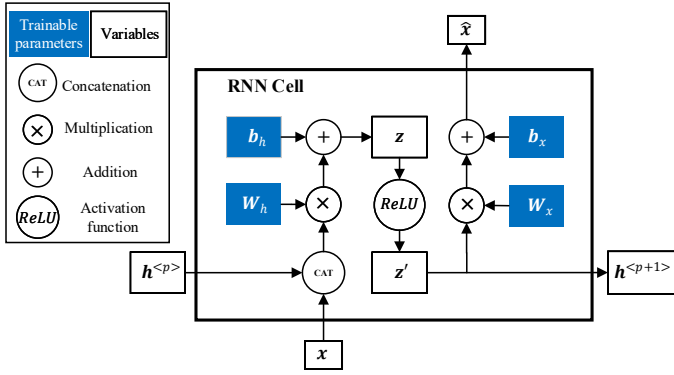 Trainable
parameters
Variables
CAT
Concatenation
×
Multiplication
+
Addition
ReLU
Activation
function
x̂
RNN Cell
b_h
+
z
+
b_x
W_h
×
ReLU
×
W_x
h^{<p>}
CAT
z′
h^{<p+1>}
x